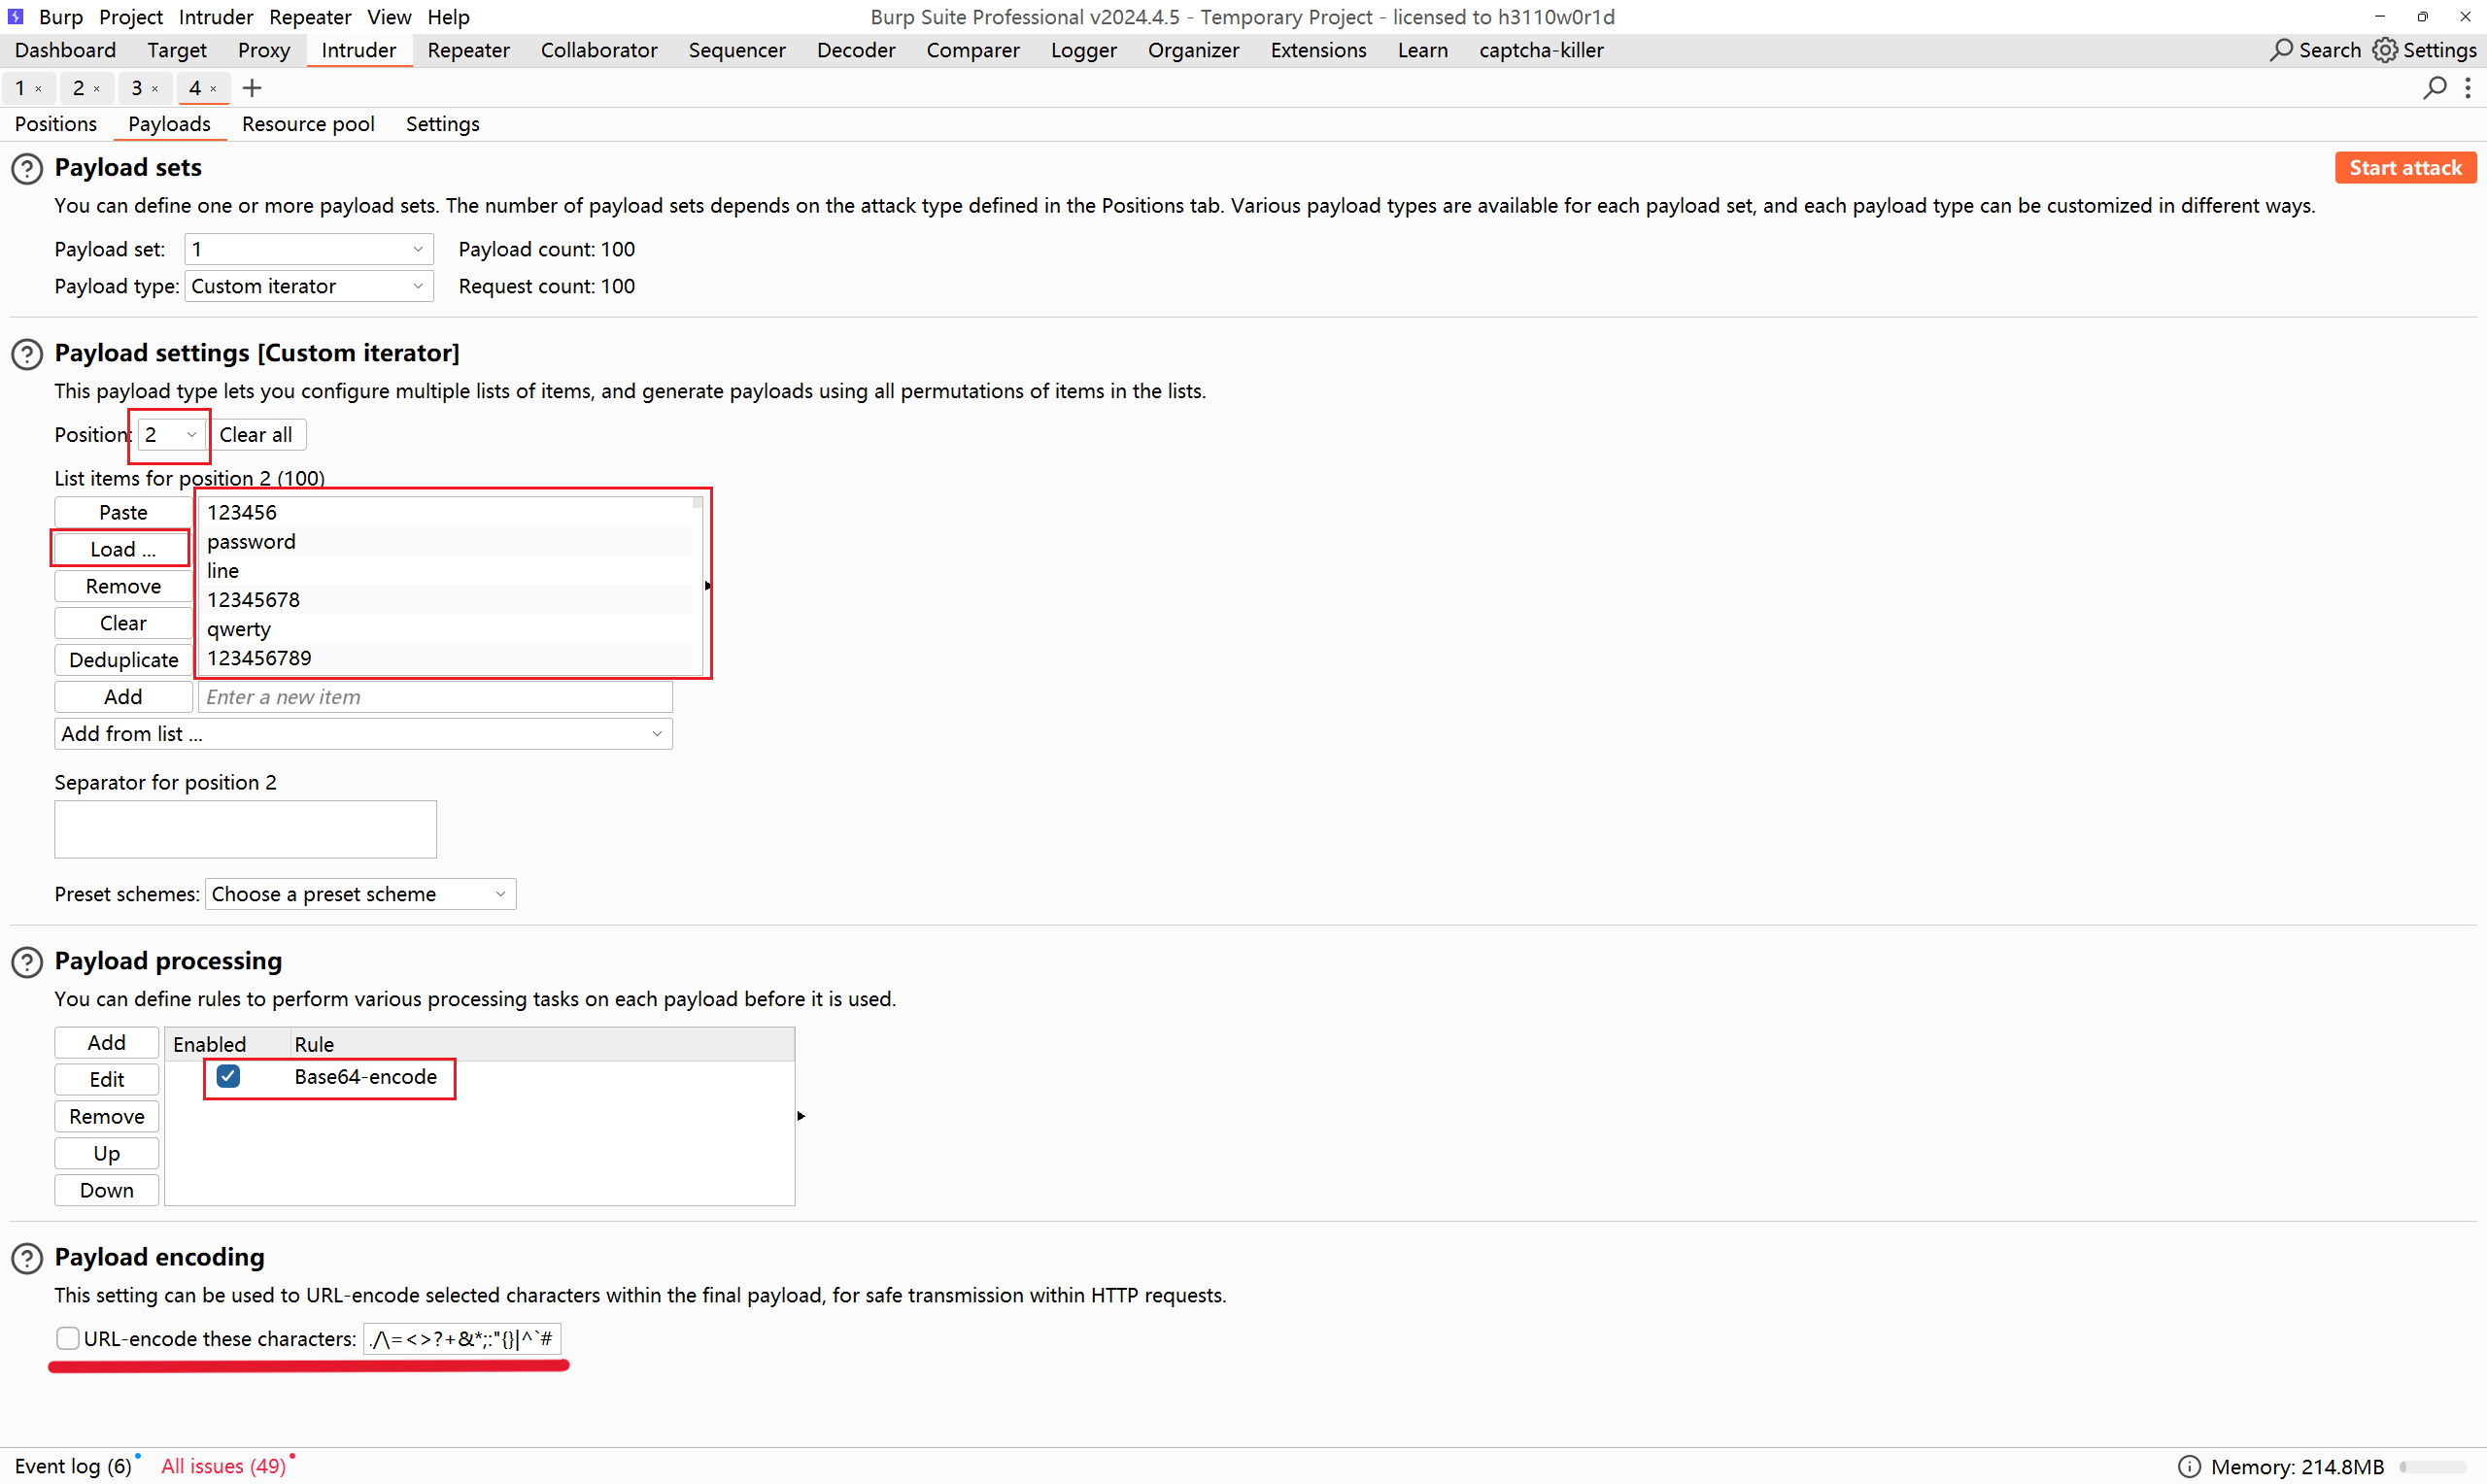 Burp Project Intruder Repeater View Help Burp Suite Professional v2024.4.5 - Temporary Project - licensed to h3110w0r1d
Dashboard Target Proxy Intruder Repeater Collaborator Sequencer Decoder Comparer Logger Organizer Extensions Learn captcha-killer Search Settings
1 × 2 × 3 × 4 × +
Positions Payloads Resource pool Settings
Payload sets Start attack
You can define one or more payload sets. The number of payload sets depends on the attack type defined in the Positions tab. Various payload types are available for each payload set, and each payload type can be customized in different ways.
Payload set: 1 Payload count: 100
Payload type: Custom iterator Request count: 100
Payload settings [Custom iterator]
This payload type lets you configure multiple lists of items, and generate payloads using all permutations of items in the lists.
Position: 2 Clear all
List items for position 2 (100)
Paste 123456
password
Load ...
line
Remove 12345678
Clear qwerty
Deduplicate 123456789
Add Enter a new item
Add from list ...
Separator for position 2
Preset schemes: Choose a preset scheme
Payload processing
You can define rules to perform various processing tasks on each payload before it is used.
Add Enabled Rule
Edit Base64-encode
Remove
Up
Down
Payload encoding
This setting can be used to URL-encode selected characters within the final payload, for safe transmission within HTTP requests.
URL-encode these characters: ./\=<>?+&*;:"{}|^`#
Event log (6) All issues (49) Memory: 214.8MB